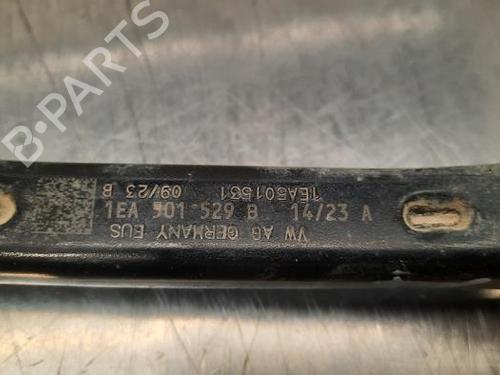 B-PARTS
1EA501531 09/23 B
1EA 501 529 B 14/23 A
VW AG GERMANY EUS